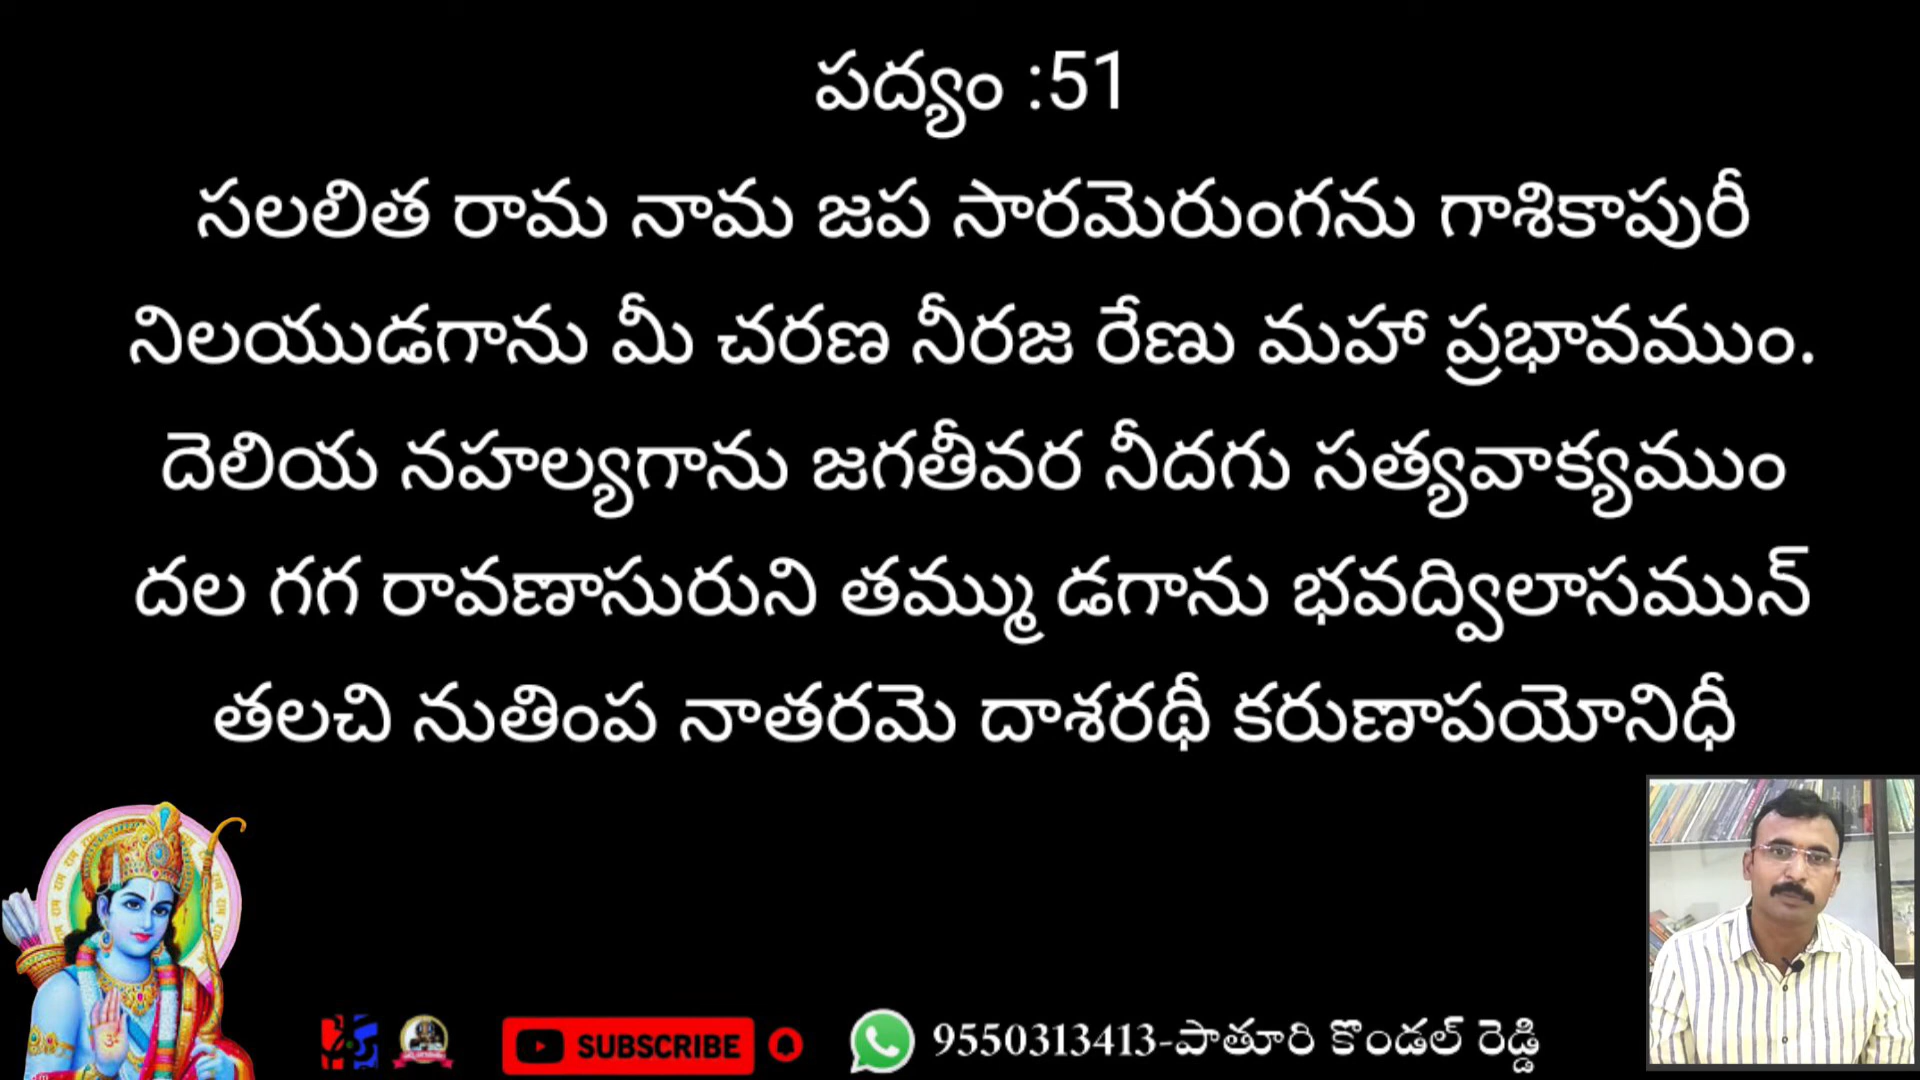 పద్యం :51
సలలిత రామ నామ జప సారమెరుంగను గాశికాపురీ
నిలయుడగాను మీ చరణ నీరజ రేణు మహా ప్రభావముం.
దెలియ నహల్యగాను జగతీవర నీదగు సత్యవాక్యముం
దల గగ రావణాసురుని తమ్ము డగాను భవద్విలాసమున్
తలచి నుతింప నాతరమె దాశరథీ కరుణాపయోనిధీ
SUBSCRIBE
9550313413-పాతూరి కొండల్ రెడ్డి